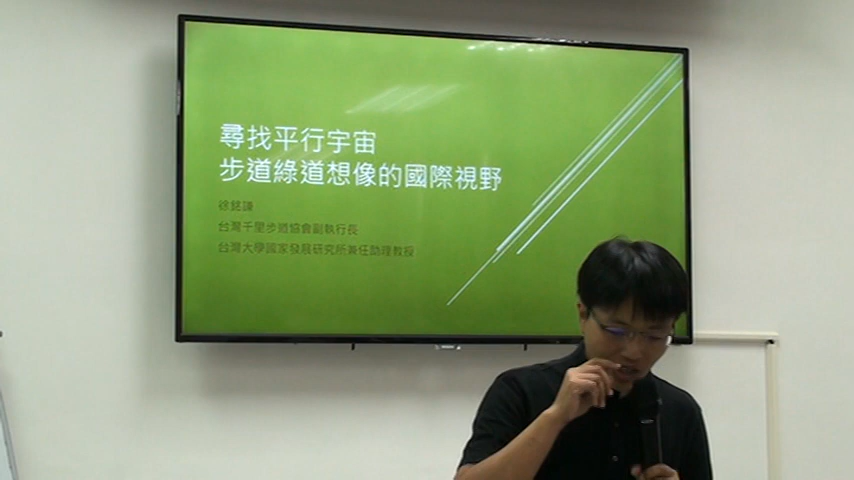 尋找平行宇宙
步道綠道想像的國際視野
徐銘謙
台灣千里步道協會副執行長
台灣大學國家發展研究所兼任助理教授